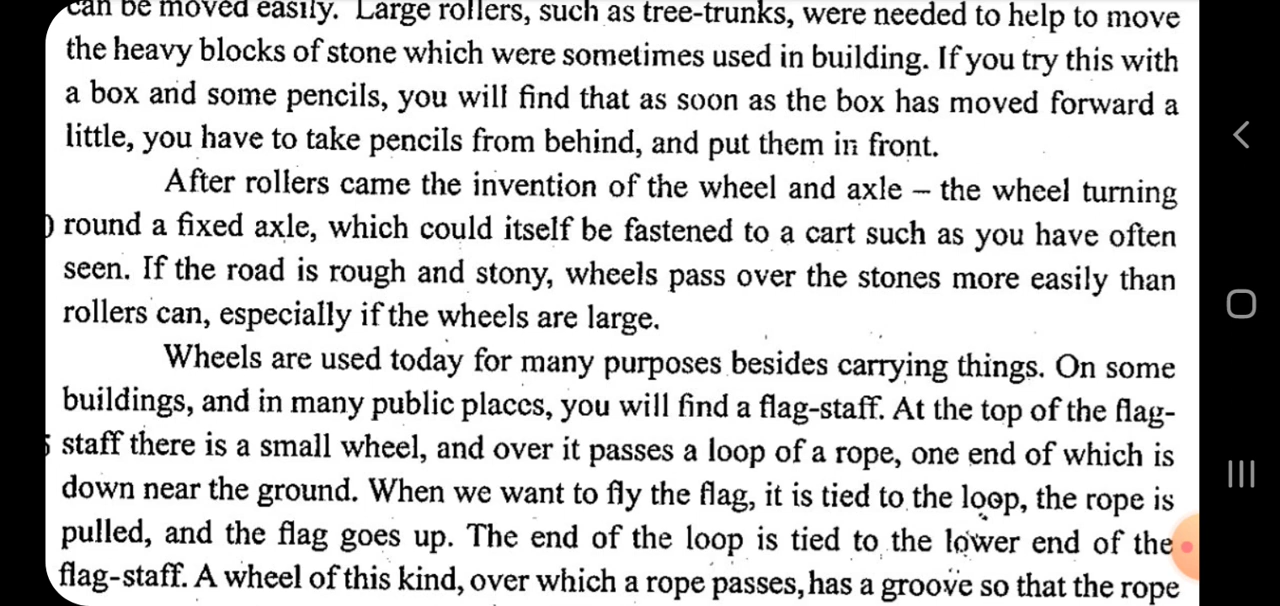 can be moved easily. Large rollers, such as tree-trunks, were needed to help to move
the heavy blocks of stone which were sometimes used in building. If you try this with
a box and some pencils, you will find that as soon as the box has moved forward a
little, you have to take pencils from behind, and put them in front.
After rollers came the invention of the wheel and axle – the wheel turning
round a fixed axle, which could itself be fastened to a cart such as you have often
seen. If the road is rough and stony, wheels pass over the stones more easily than
rollers can, especially if the wheels are large.
Wheels are used today for many purposes besides carrying things. On some
buildings, and in many public places, you will find a flag-staff. At the top of the flag-
5 staff there is a small wheel, and over it passes a loop of a rope, one end of which is
down near the ground. When we want to fly the flag, it is tied to the loop, the rope is
pulled, and the flag goes up. The end of the loop is tied to the lower end of the
flag-staff. A wheel of this kind, over which a rope passes, has a groove so that the rope